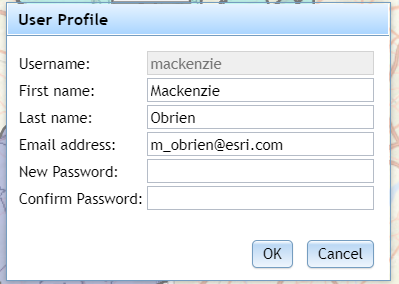 User Profile
Username: mackenzie
First name: Mackenzie
Last name: Obrien
Email address: m_obrien@esri.com
New Password:
Confirm Password:
OK Cancel